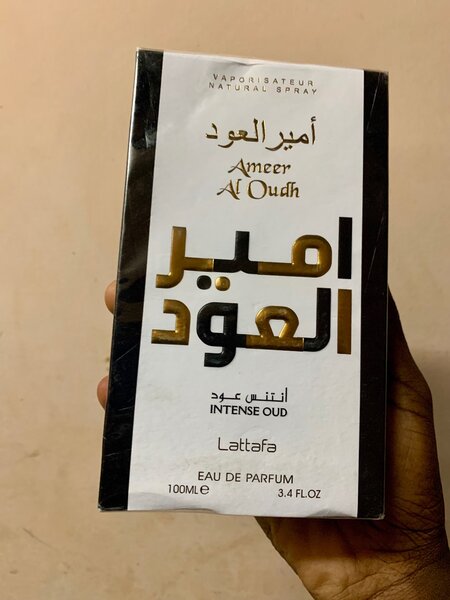 VAPORISATEUR
NATURAL SPRAY
أمير العود
Ameer
Al Oudh
امير
العود
انتنس عود
INTENSE OUD
Lattafa
EAU DE PARFUM
100ML℮ 3.4 FL.OZ